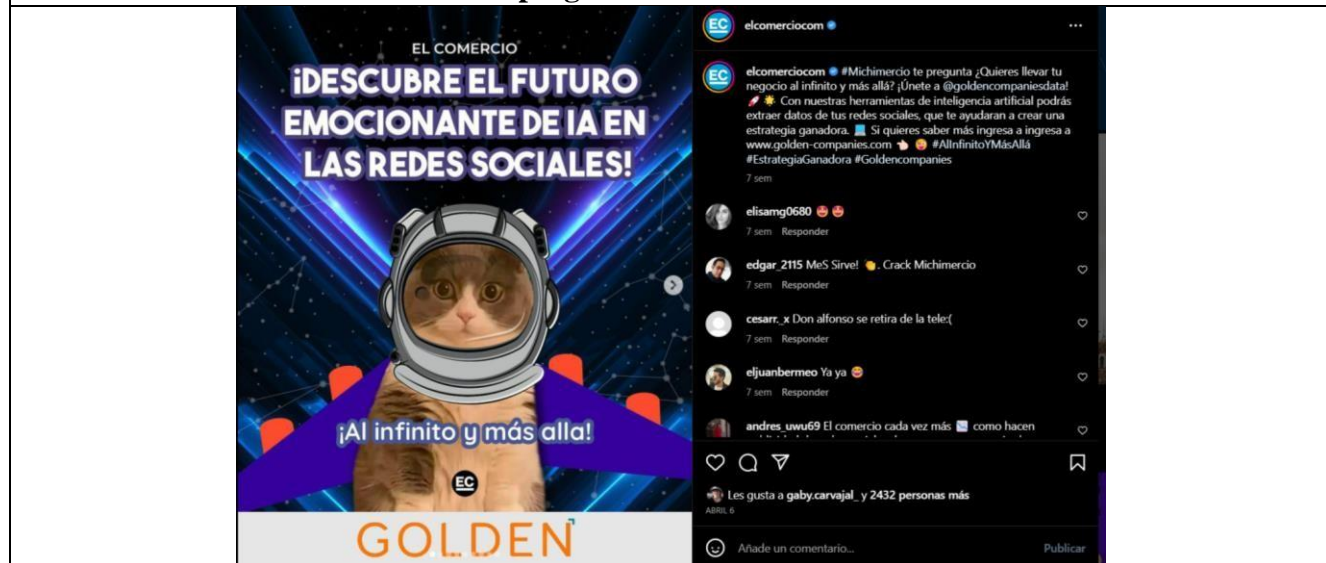 EL COMERCIO
¡DESCUBRE EL FUTURO
EMOCIONANTE DE IA EN
LAS REDES SOCIALES!
¡Al infinito y más alla!
EC
GOLDEN
EC
elcomerciocom
EC
elcomerciocom #Michimercio te pregunta ¿Quieres llevar tu
negocio al infinito y más allá? ¡Únete a @goldencompaniesdata!
Con nuestras herramientas de inteligencia artificial podrás
extraer datos de tus redes sociales, que te ayudaran a crear una
estrategia ganadora. Si quieres saber más ingresa a ingresa a
www.golden-companies.com #AlInfinitoYMásAllá
#EstrategiaGanadora #Goldencompanies
7 sem
elisamg0680
7 sem Responder
edgar_2115 MeS Sirve! . Crack Michimercio
7 sem Responder
cesarr._x Don alfonso se retira de la tele:(
7 sem Responder
eljuanbermeo Ya ya
7 sem Responder
andres_uwu69 El comercio cada vez más como hacen
Les gusta a gaby.carvajal_ y 2432 personas más
ABRIL 6
Añade un comentario...
Publicar